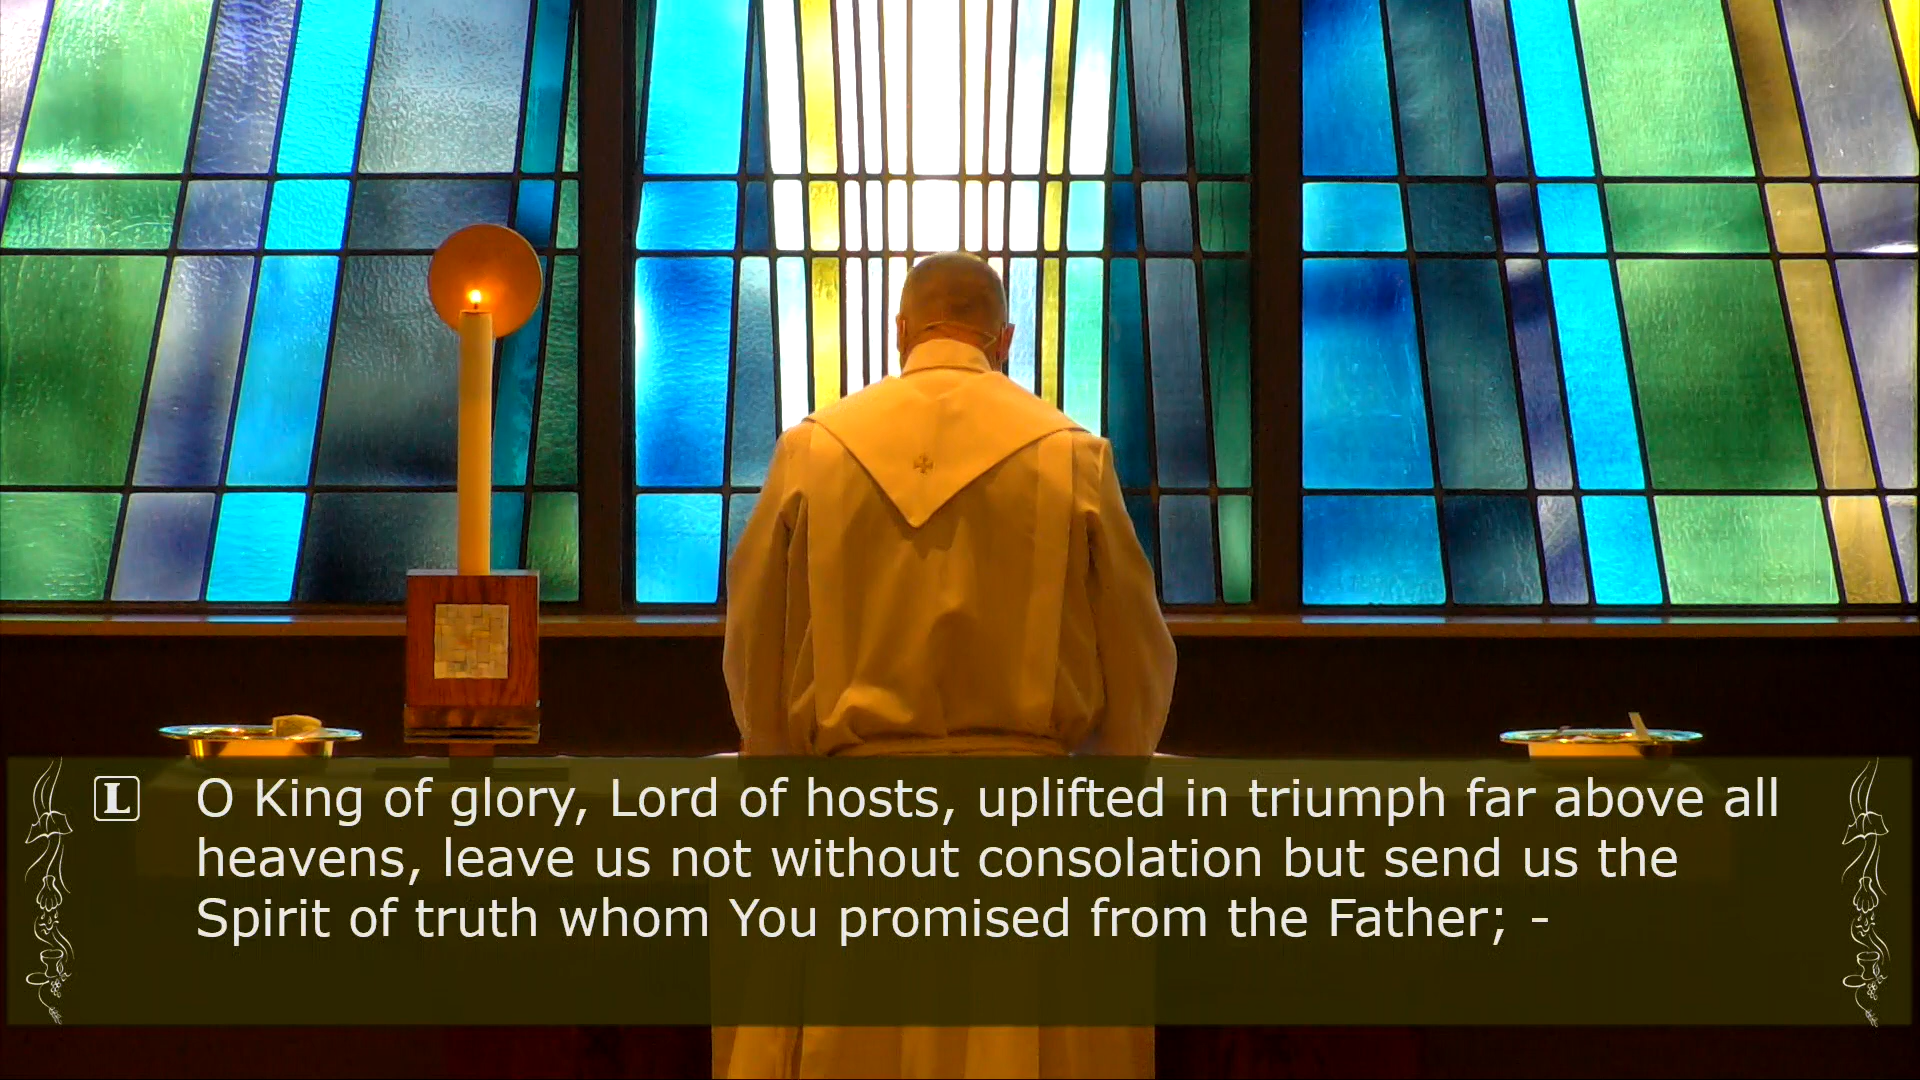 L O King of glory, Lord of hosts, uplifted in triumph far above all
heavens, leave us not without consolation but send us the
Spirit of truth whom You promised from the Father; -